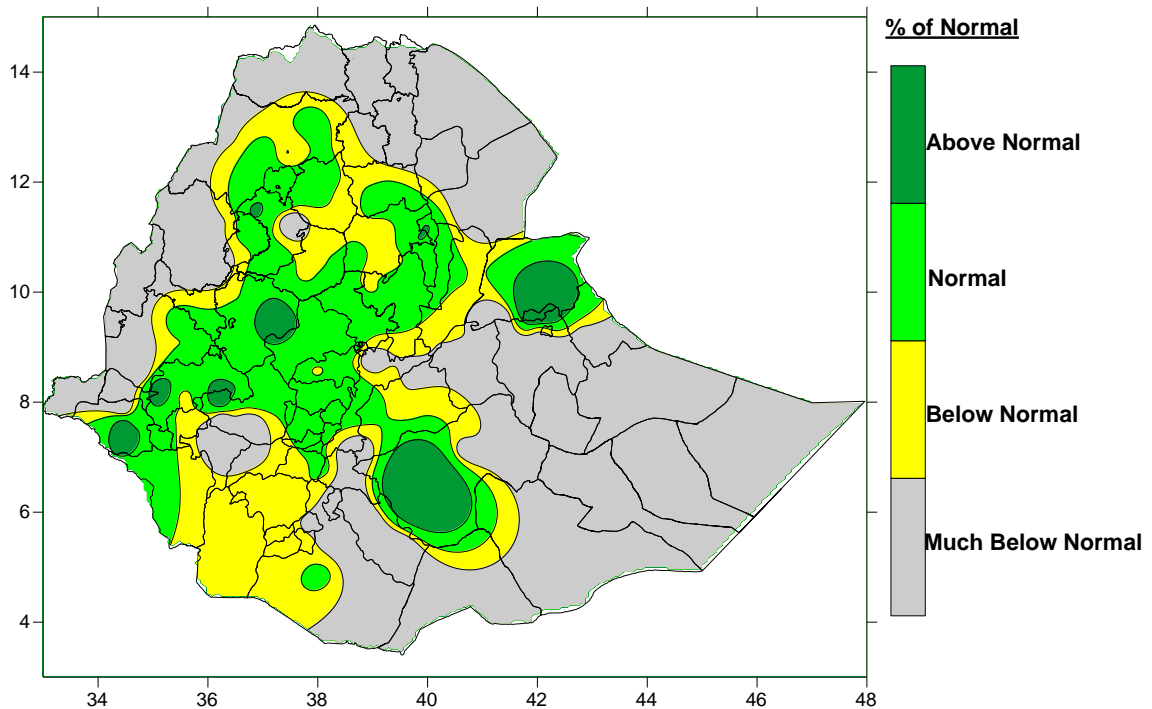 % of Normal
Above Normal
Normal
Below Normal
Much Below Normal
14
12
10
8
6
4
34 36 38 40 42 44 46 48